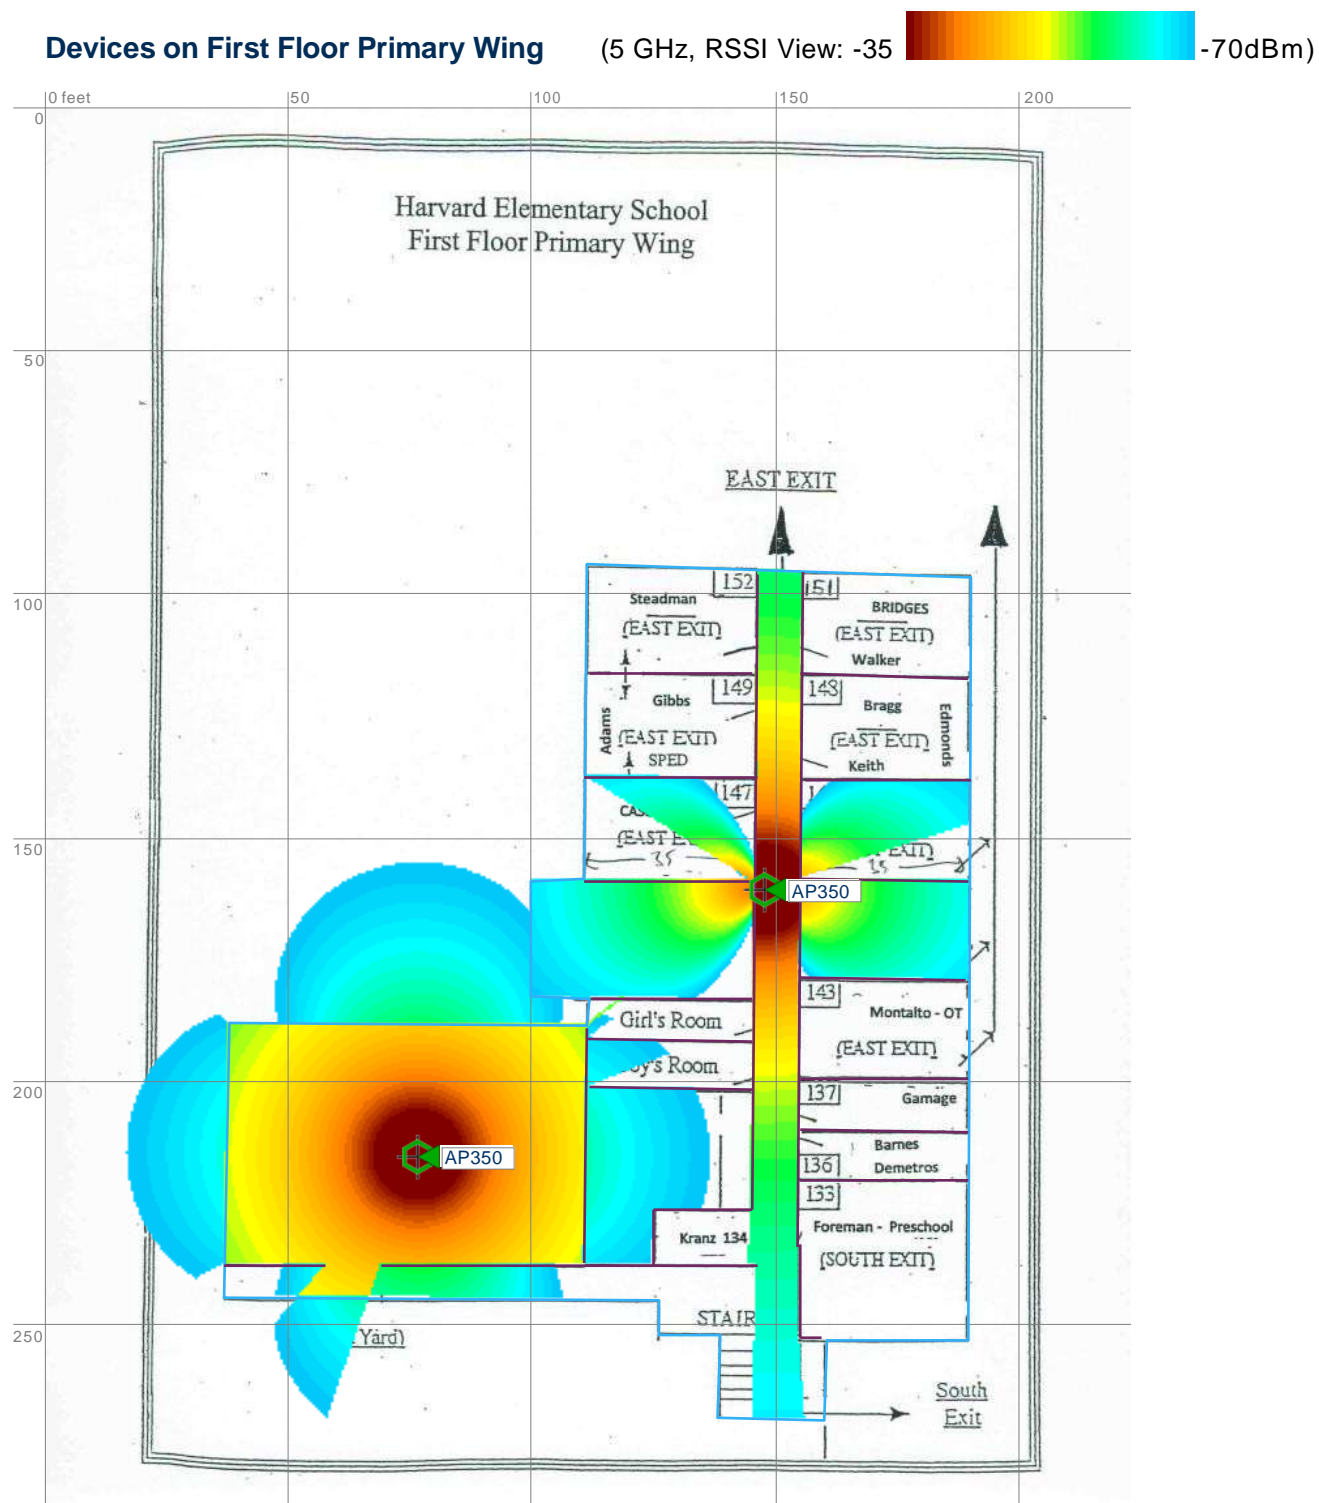 Devices on First Floor Primary Wing (5 GHz, RSSI View: -35 -70dBm)
0 feet 50 100 150 200
0
Harvard Elementary School
First Floor Primary Wing
50
EAST EXIT
100
152 151
Steadman BRIDGES
(EAST EXIT) (EAST EXIT)
Walker
149 148
Gibbs Bragg
Adams Edmonds
(EAST EXIT) (EAST EXIT)
SPED Keith
147
150
35 35
AP350
143
Montalto - OT
Girl's Room
(EAST EXIT)
Room
200
137 Gamage
Barnes
136 Demetros
AP350
133
Foreman - Preschool
Kranz 134
(SOUTH EXIT)
STAIR
250
Yard)
South
Exit